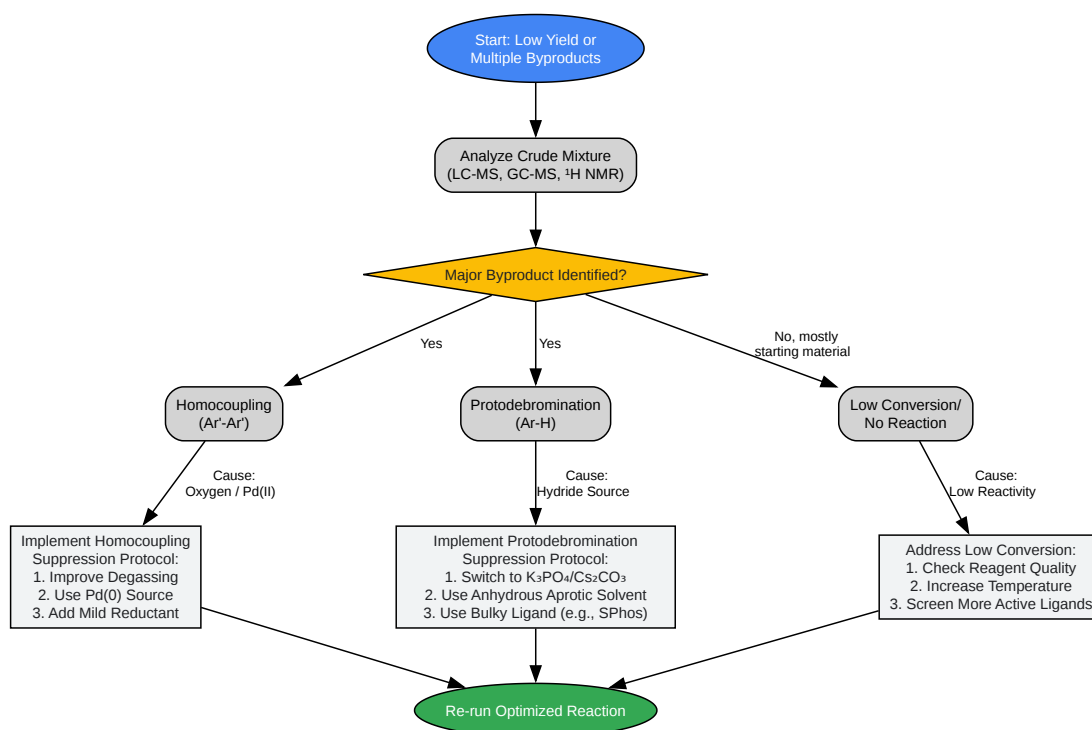 Start: Low Yield or
Multiple Byproducts
Analyze Crude Mixture
(LC-MS, GC-MS, ¹H NMR)
Major Byproduct Identified?
Yes
Yes
No, mostly
starting material
Homocoupling
(Ar'-Ar')
Protodebromination
(Ar-H)
Low Conversion/
No Reaction
Cause:
Oxygen / Pd(II)
Cause:
Hydride Source
Cause:
Low Reactivity
Implement Homocoupling
Suppression Protocol:
1. Improve Degassing
2. Use Pd(0) Source
3. Add Mild Reductant
Implement Protodebromination
Suppression Protocol:
1. Switch to K₃PO₄/Cs₂CO₃
2. Use Anhydrous Aprotic Solvent
3. Use Bulky Ligand (e.g., SPhos)
Address Low Conversion:
1. Check Reagent Quality
2. Increase Temperature
3. Screen More Active Ligands
Re-run Optimized Reaction